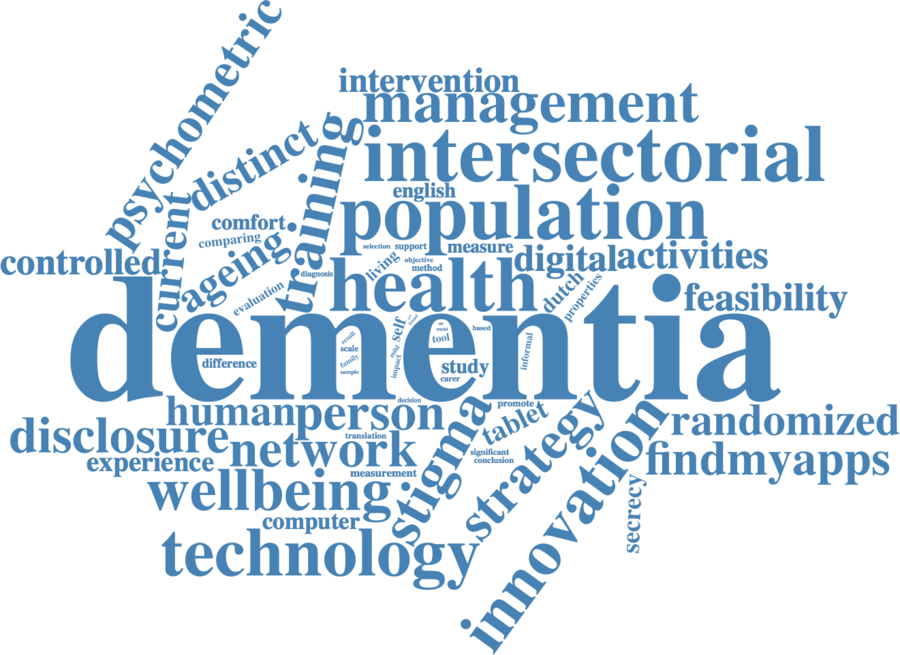 psychometric
intervention
management
distinct
training
intersectorial
english
population
current
comfort
comparing
ageing
selection
support
measure
controlled
living
objective
method
digital
activities
diagnosis
health
dutch
properties
evaluation
feasibility
dementia
self
result
scale
family
sample
impact
tool
based
informal
difference
study
carer
decision
promote
human
person
stigma
tablet
strategy
innovation
randomized
disclosure
network
translation
significant
conclusion
experience
measurement
findmyapps
wellbeing
secrecy
computer
technology